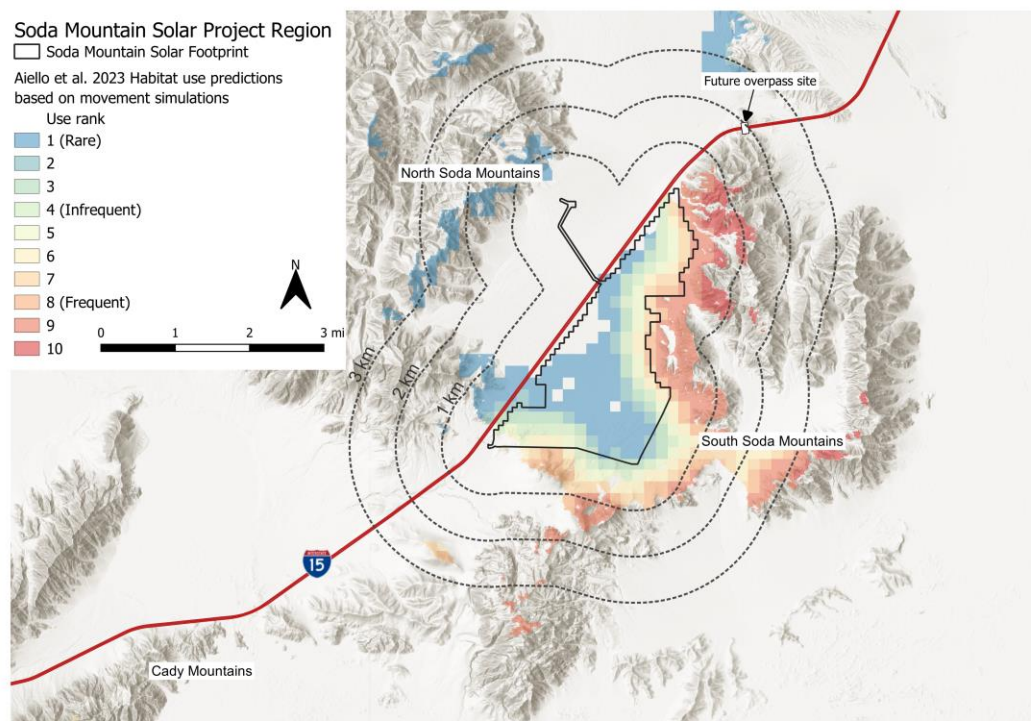 Soda Mountain Solar Project Region
Soda Mountain Solar Footprint
Aiello et al. 2023 Habitat use predictions
based on movement simulations
Use rank
1 (Rare)
2
3
4 (Infrequent)
5
6
7
8 (Frequent)
9
10
N
0 1 2 3 mi
Future overpass site
North Soda Mountains
3 km
2 km
1 km
South Soda Mountains
15
Cady Mountains